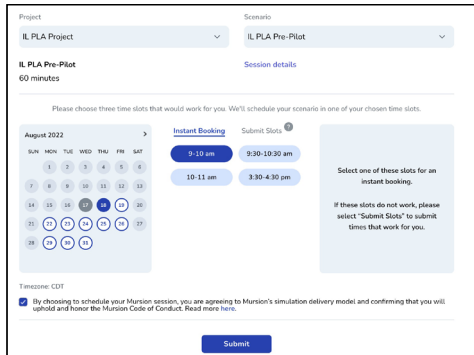 Project
Scenario
IL PLA Project
IL PLA Pre-Pilot
IL PLA Pre-Pilot
Session details
60 minutes
Please choose three time slots that would work for you. We'll schedule your scenario in one of your chosen time slots.
August 2022 >
Instant Booking
Submit Slots ?
SUN MON TUE WED THU FRI SAT
1 2 3 4 5 6
7 8 9 10 11 12 13
14 15 16 17 18 19 20
21 22 23 24 25 26 27
28 29 30 31
9-10 am
9:30-10:30 am
10-11 am
3:30-4:30 pm
Select one of these slots for an
instant booking.
If these slots do not work, please
select "Submit Slots" to submit
times that work for you.
Timezone: CDT
By choosing to schedule your Mursion session, you are agreeing to Mursion's simulation delivery model and confirming that you will
uphold and honor the Mursion Code of Conduct. Read more here.
Submit